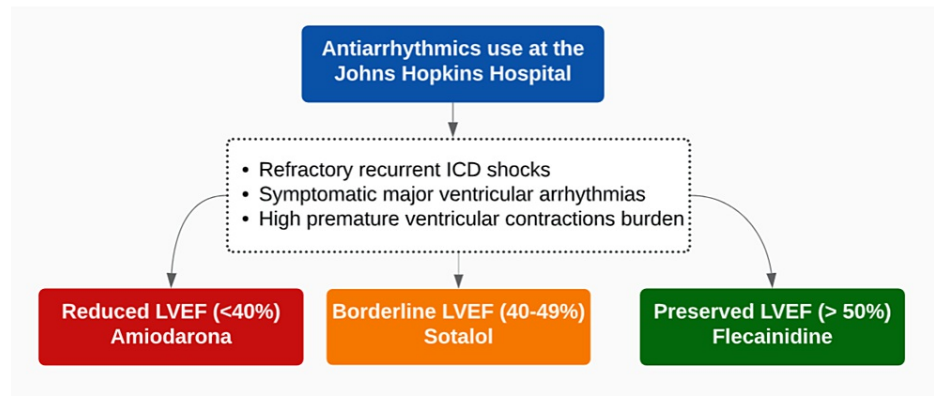 Antiarrhythmics use at the
Johns Hopkins Hospital
• Refractory recurrent ICD shocks
• Symptomatic major ventricular arrhythmias
• High premature ventricular contractions burden
Reduced LVEF (<40%)
Amiodarona
Borderline LVEF (40-49%)
Sotalol
Preserved LVEF (> 50%)
Flecainidine